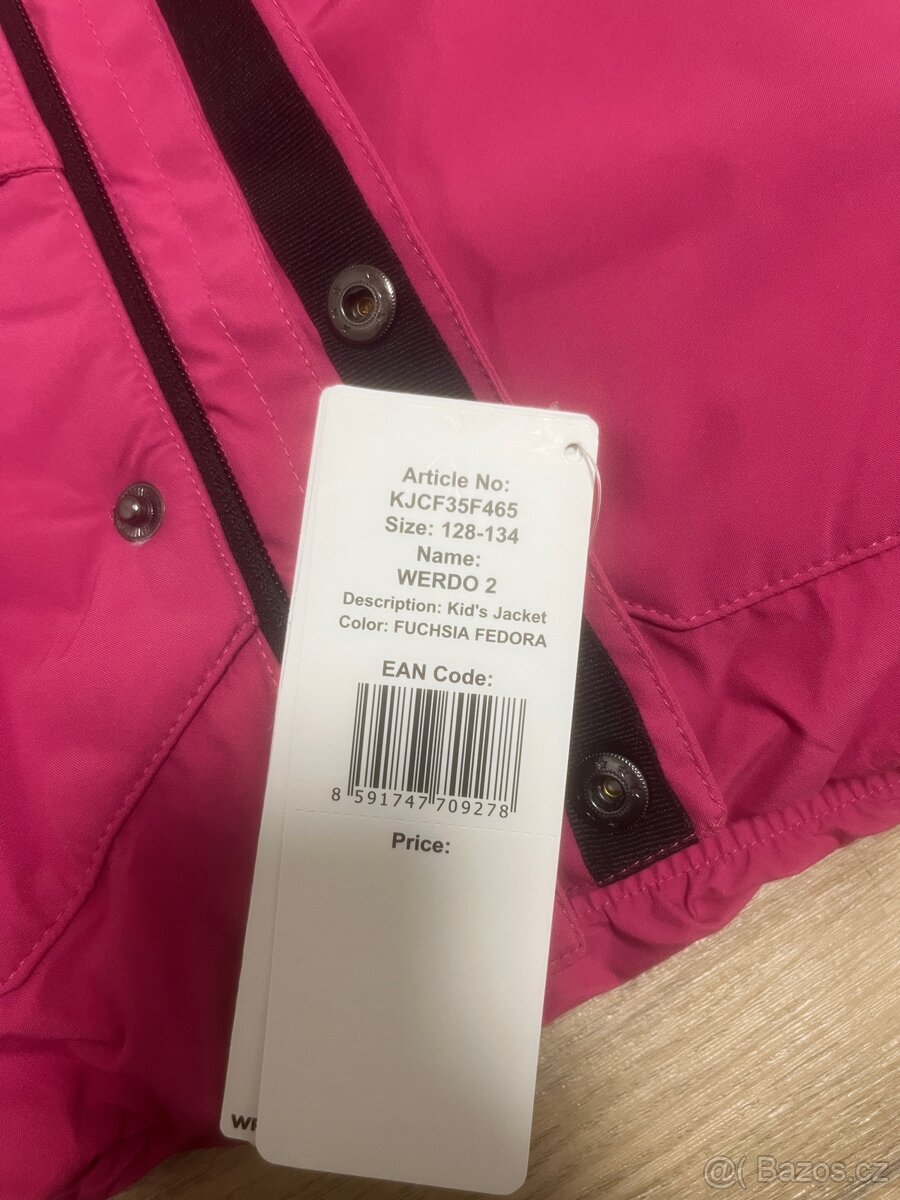 Article No:
KJCF35F465
Size: 128-134
Name:
WERDO 2
Description: Kid's Jacket
Color: FUCHSIA FEDORA
EAN Code:
8 591747 709278
Price:
@( Bazos.cz